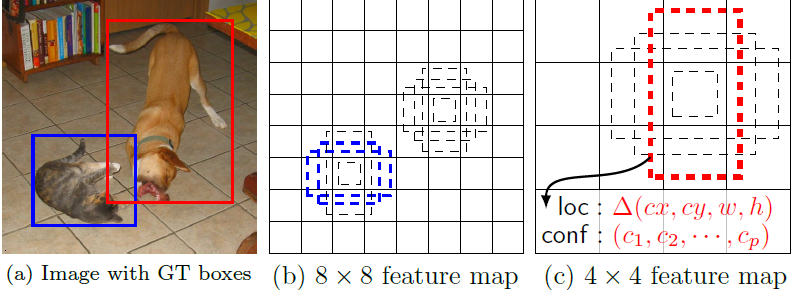 loc : Δ(cx, cy, w, h)
conf : (c₁, c₂, ⋯, cₚ)
(a) Image with GT boxes
(b) 8 × 8 feature map
(c) 4 × 4 feature map